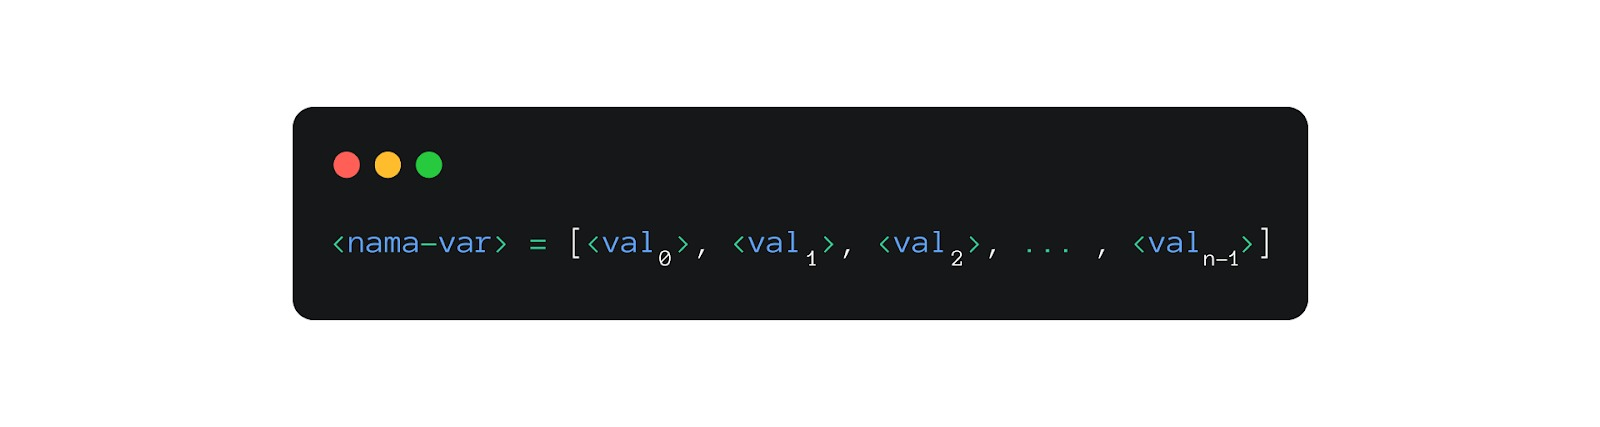 <nama-var> = [<val₀>, <val₁>, <val₂>, ... , <valₙ₋₁>]